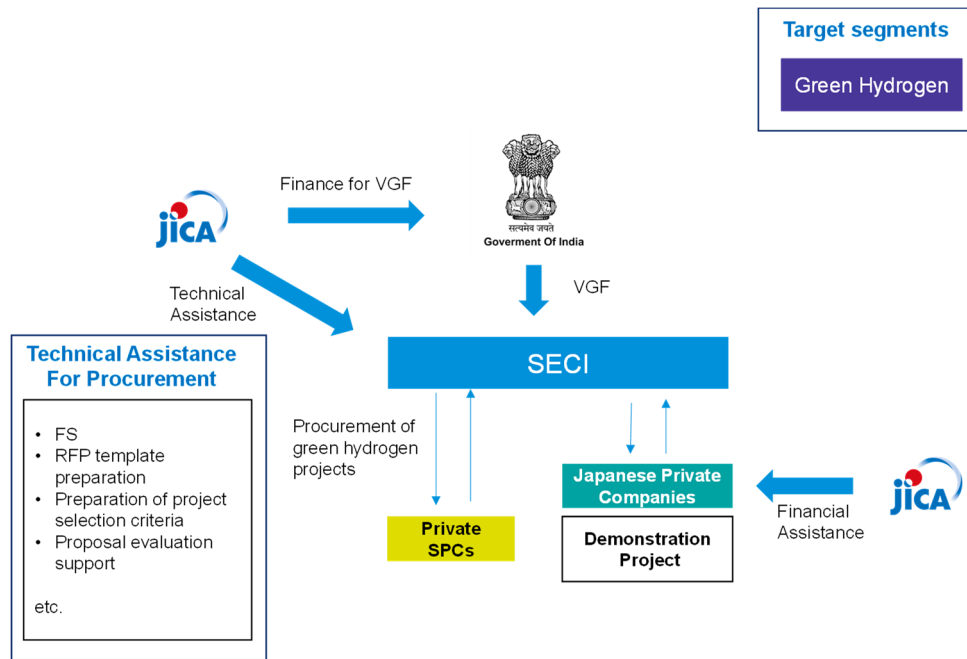 Target segments
Green Hydrogen
Finance for VGF
jICA
सत्यमेव जयते
Goverment Of India
Technical
Assistance
VGF
Technical Assistance
For Procurement
• FS
• RFP template
preparation
• Preparation of project
selection criteria
• Proposal evaluation
support
etc.
SECI
Procurement of
green hydrogen
projects
Private
SPCs
Japanese Private
Companies
Demonstration
Project
Financial
Assistance
jICA